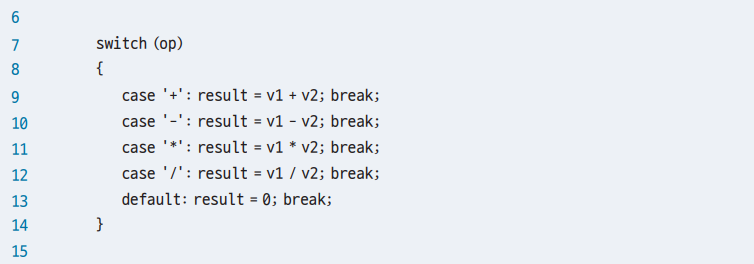 6
7 switch (op)
8 {
9 case '+': result = v1 + v2; break;
10 case '-': result = v1 - v2; break;
11 case '*': result = v1 * v2; break;
12 case '/': result = v1 / v2; break;
13 default: result = 0; break;
14 }
15